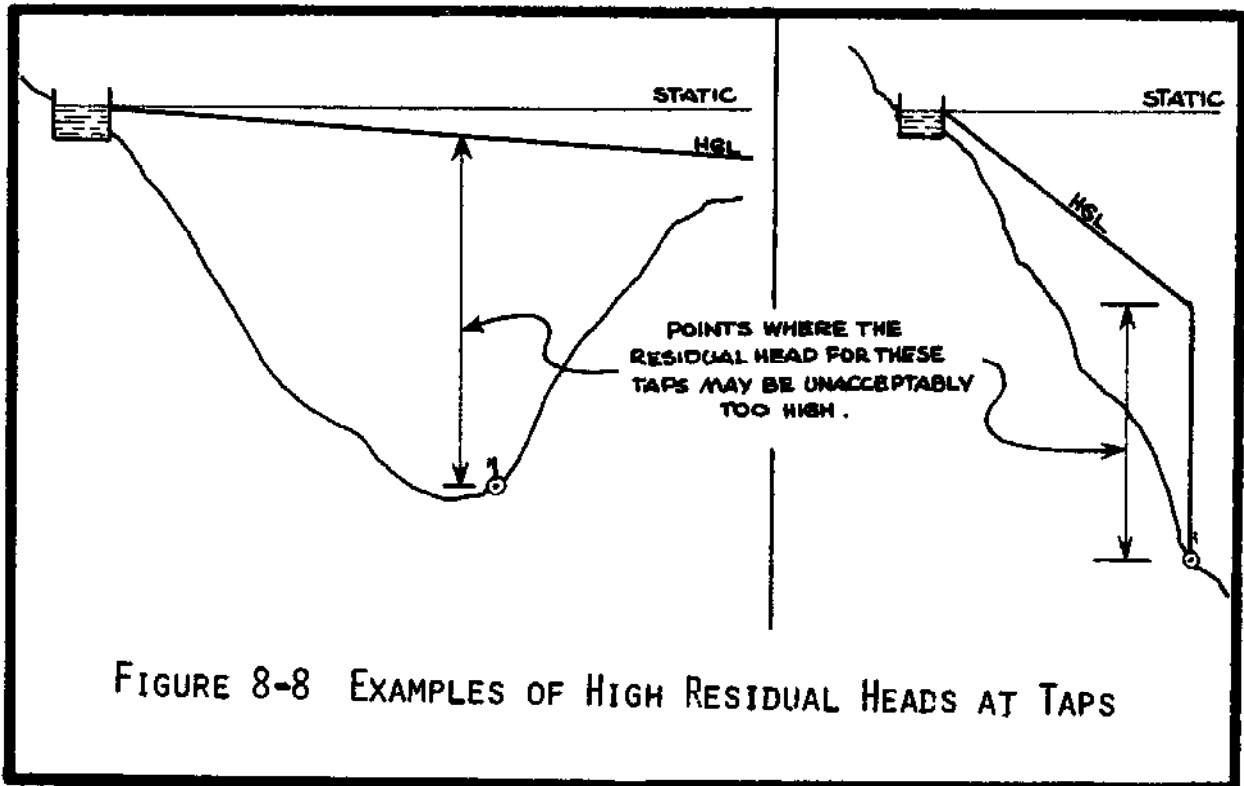 STATIC
HGL
STATIC
HGL
POINTS WHERE THE
RESIDUAL HEAD FOR THESE
TAPS MAY BE UNACCEPTABLY
TOO HIGH.
FIGURE 8-8 EXAMPLES OF HIGH RESIDUAL HEADS AT TAPS